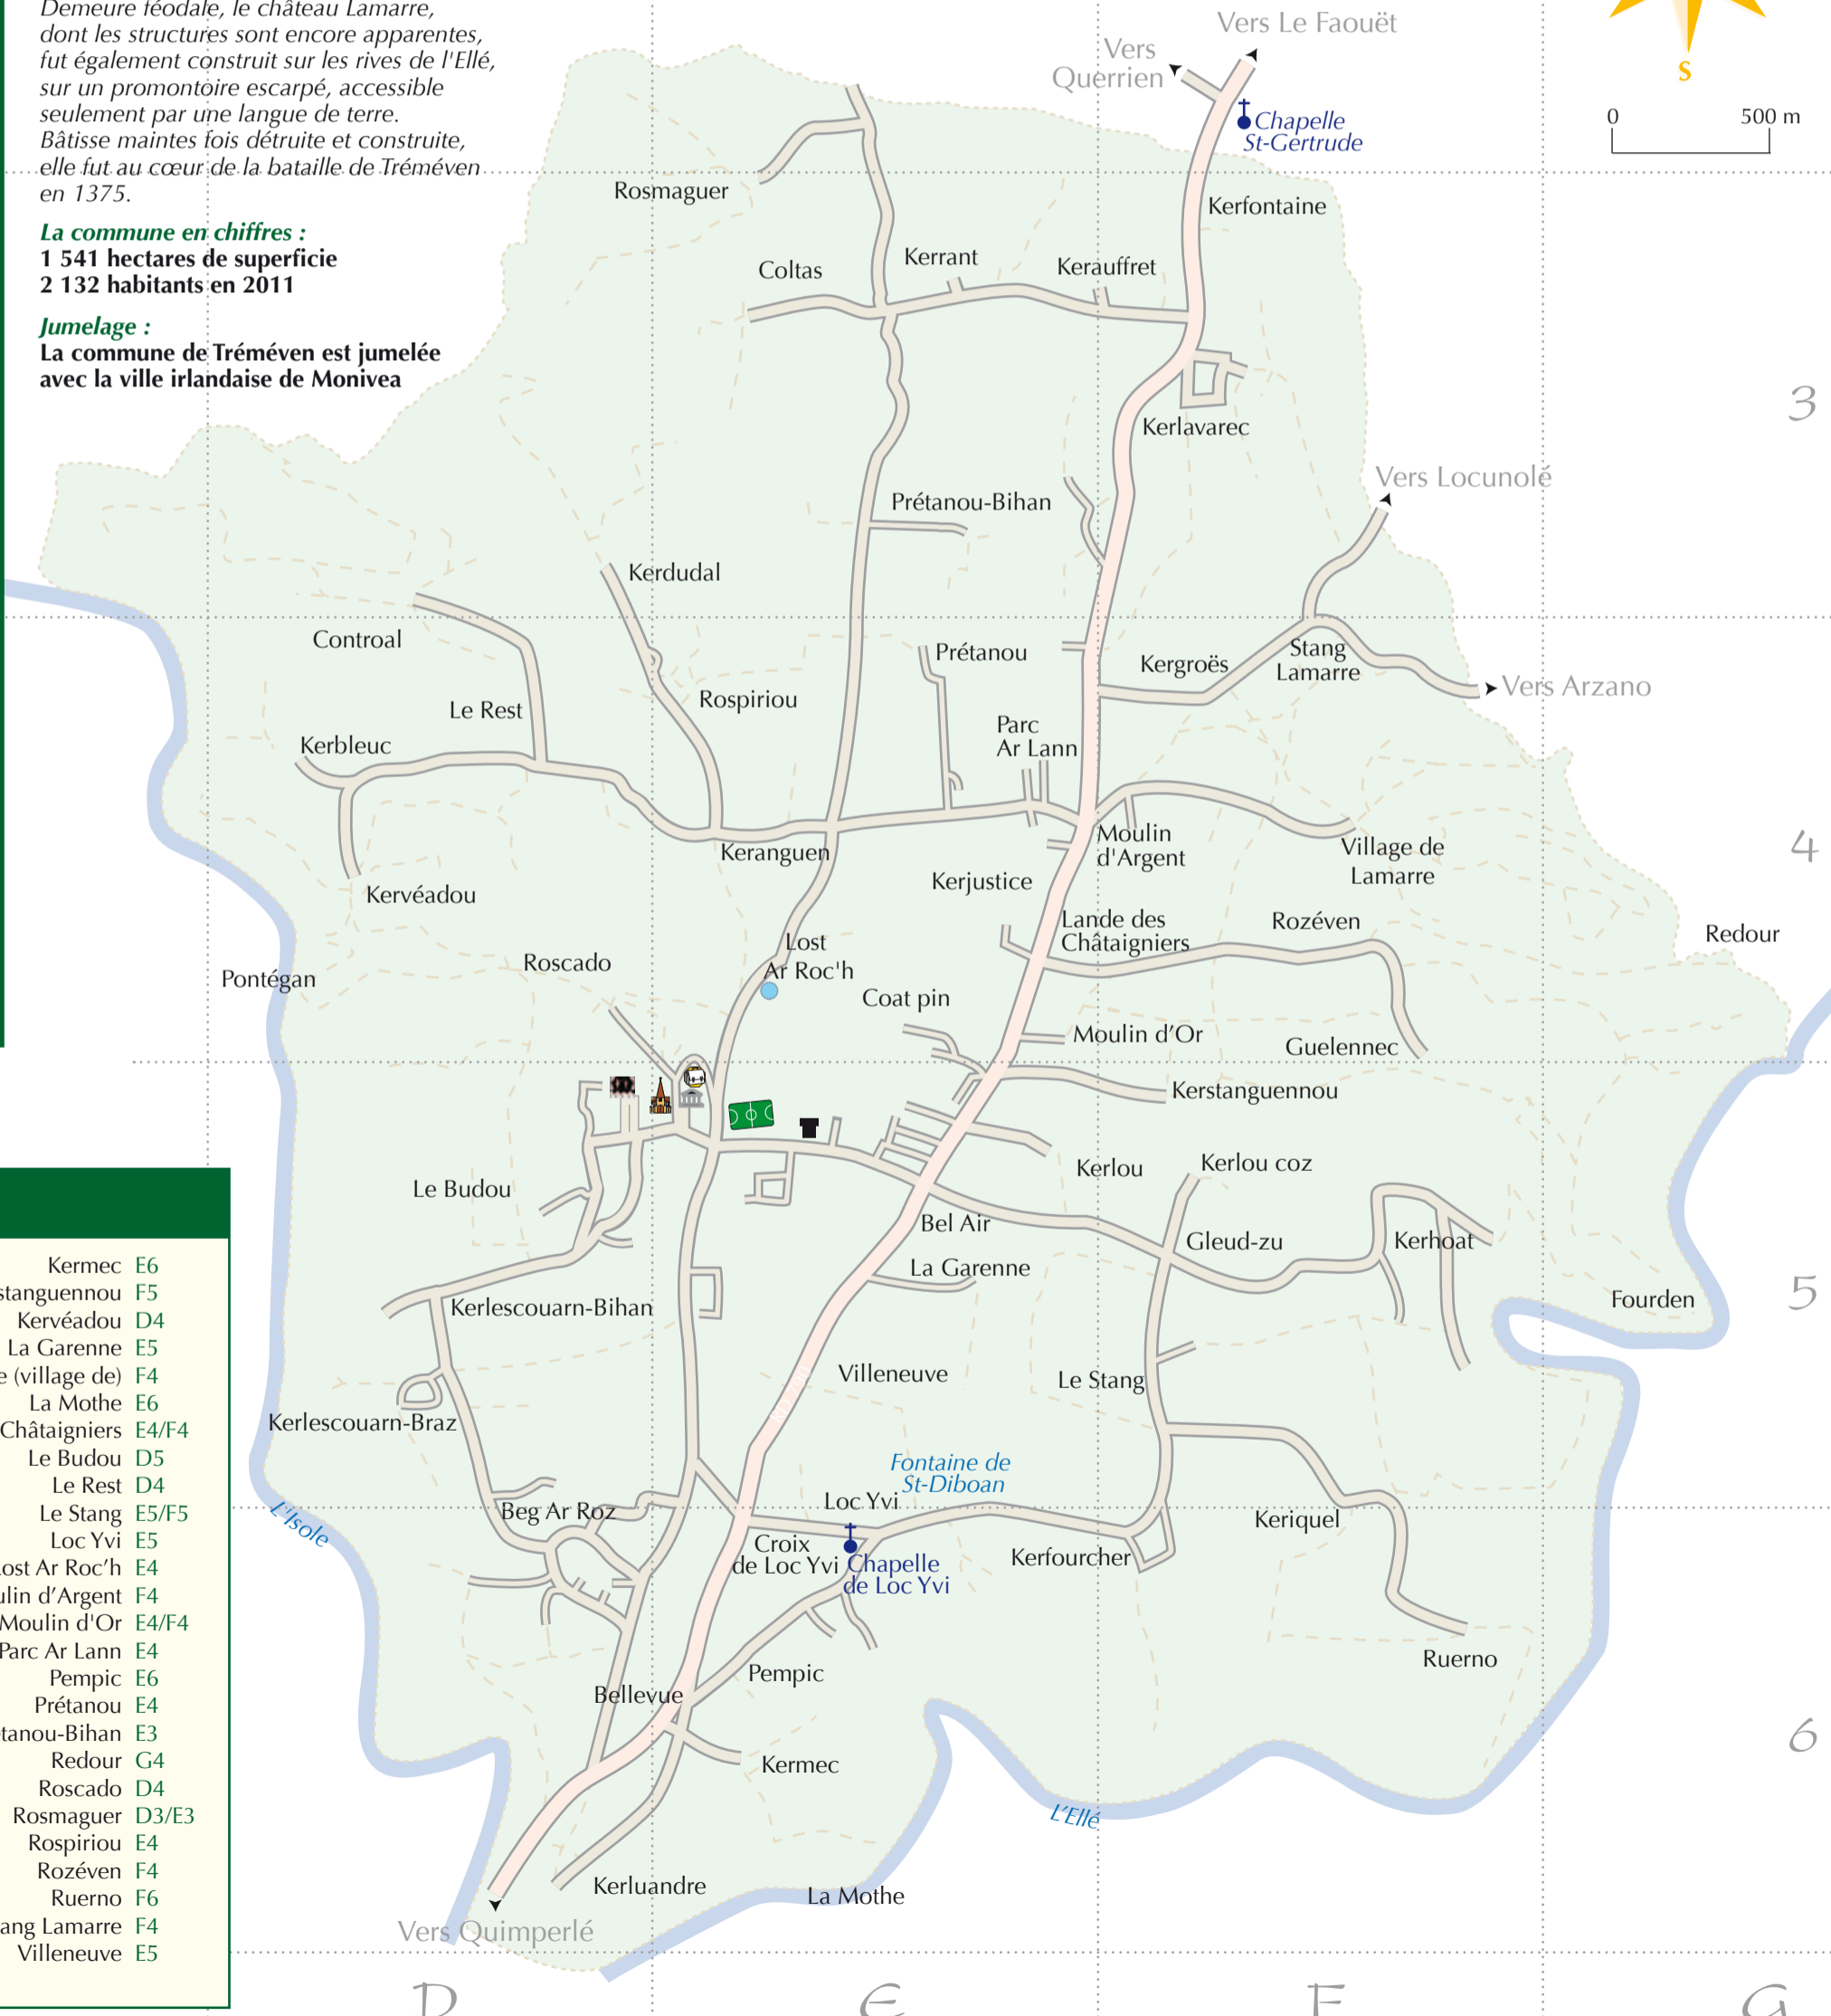 Demeure féodale, le château Lamarre,
dont les structures sont encore apparentes,
fut également construit sur les rives de l'Ellé,
sur un promontoire escarpé, accessible
seulement par une langue de terre.
Bâtisse maintes fois détruite et construite,
elle fut au cœur de la bataille de Tréméven
en 1375.
La commune en chiffres :
1 541 hectares de superficie
2 132 habitants en 2011
Jumelage :
La commune de Tréméven est jumelée
avec la ville irlandaise de Monivea
Vers Le Faouët
Vers
Querrien
Chapelle
St-Gertrude
S
0 500 m
Rosmaguer
Kerfontaine
Coltas
Kerrant
Kerauffret
3
Kerlavarec
Vers Locunolé
Prétanou-Bihan
Kerdudal
Controal
Prétanou
Kergroës
Stang
Lamarre
Vers Arzano
Le Rest
Rospiriou
Kerbleuc
Parc
Ar Lann
Moulin
d'Argent
Village de
Lamarre
4
Keranguen
Kerjustice
Kervéadou
Lande des
Châtaigniers
Rozéven
Redour
Lost
Ar Roc'h
Roscado
Pontégan
Coat pin
Moulin d’Or
Guelennec
Kerstanguennou
Kerlou
Kerlou coz
Le Budou
Bel Air
Gleud-zu
Kerhoat
La Garenne
Fourden
5
Kerlescouarn-Bihan
Villeneuve
Le Stang
Kerlescouarn-Braz
Fontaine de
St-Diboan
Loc Yvi
Beg Ar Roz
L'Isole
Croix
de Loc Yvi
Chapelle
de Loc Yvi
Kerfourcher
Keriquel
Ruerno
Pempic
Bellevue
6
Kermec
L'Ellé
Kerluandre
La Mothe
Vers Quimperlé
D E F G
Kermec E6
stanguennou F5
Kervéadou D4
La Garenne E5
e (village de) F4
La Mothe E6
Châtaigniers E4/F4
Le Budou D5
Le Rest D4
Le Stang E5/F5
Loc Yvi E5
ost Ar Roc’h E4
ulin d’Argent F4
Moulin d'Or E4/F4
Parc Ar Lann E4
Pempic E6
Prétanou E4
tanou-Bihan E3
Redour G4
Roscado D4
Rosmaguer D3/E3
Rospiriou E4
Rozéven F4
Ruerno F6
ang Lamarre F4
Villeneuve E5